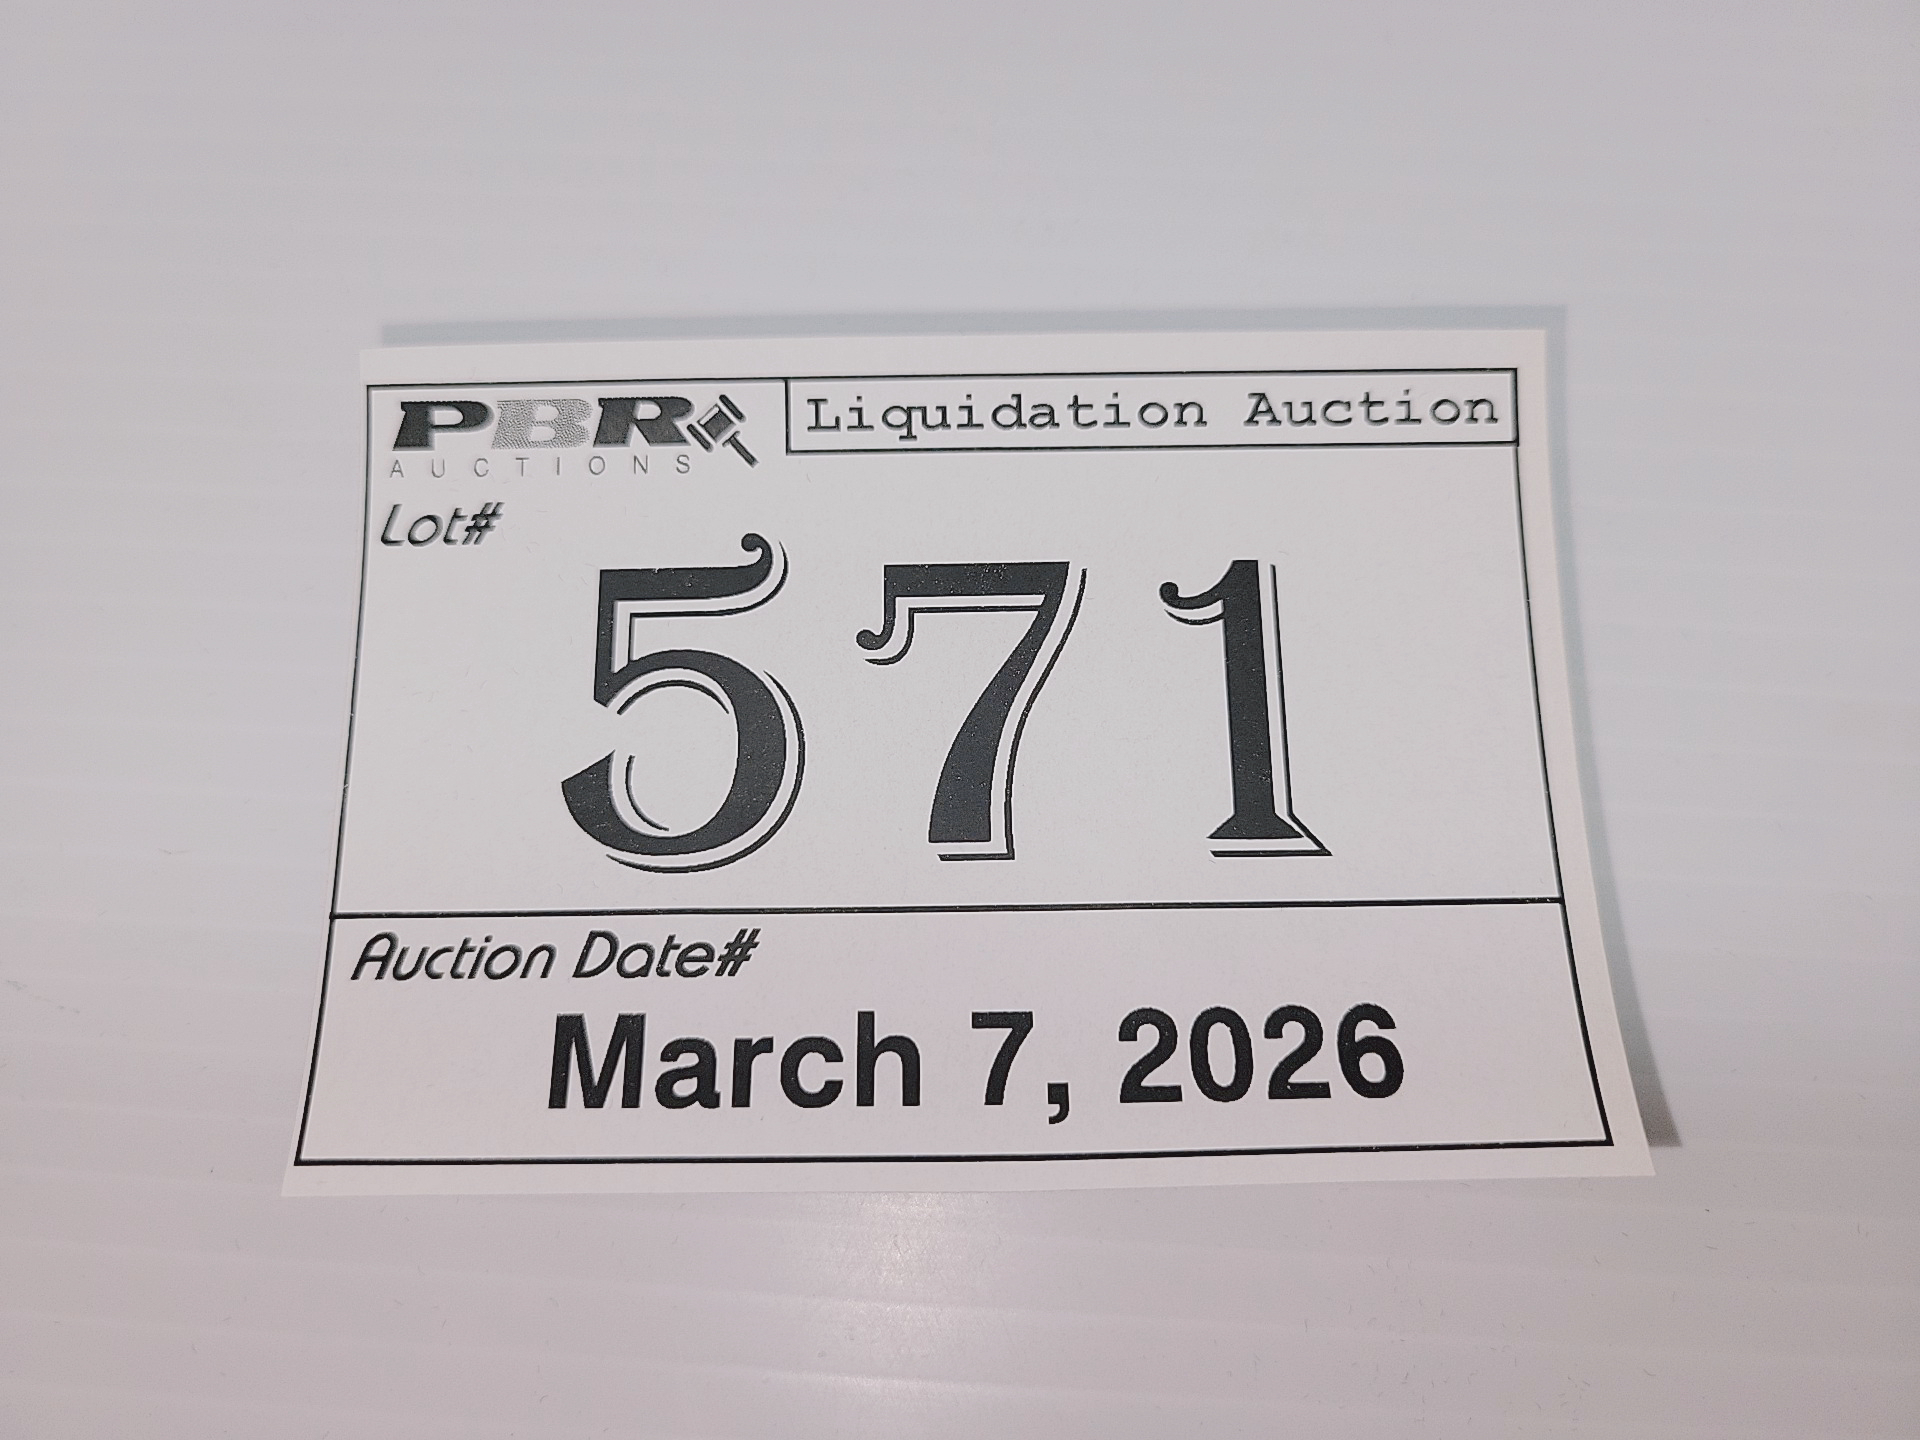 PBR
AUCTIONS
Liquidation Auction
Lot#
571
Auction Date#
March 7, 2026